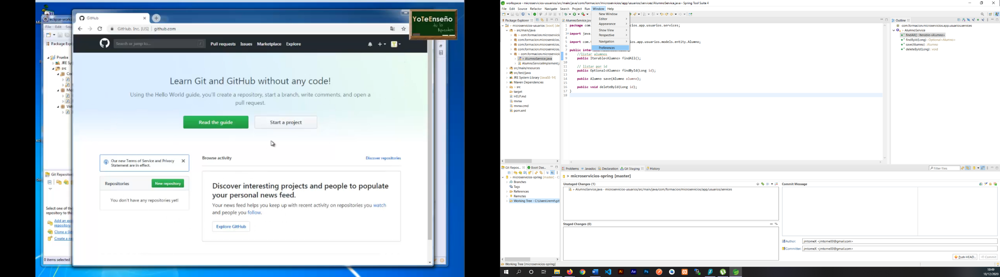 eclipse-works
File Edit Sou
Package Exp
Prueba
JRE Sy
src
Co
Mo
Vist
Git Reposito
Select one of the
repository to the
Add an exi
repository
Clone a Git
Create a ne
0 items selected
GitHub
GitHub, Inc. [US] | github.com
YoTeEnseño
tu lo
Aprendes
Search or jump to...
Pull requests Issues Marketplace Explore
Learn Git and GitHub without any code!
Using the Hello World guide, you'll create a repository, start a branch, write comments, and open a
pull request.
Read the guide
Start a project
Our new Terms of Service and Privacy
Statement are in effect.
Repositories
New repository
You don't have any repositories yet!
Browse activity
Discover repositories
Discover interesting projects and people to populate
your personal news feed.
Your news feed helps you keep up with recent activity on repositories you watch
and people you follow.
Explore GitHub
workspace - microservicios-usuarios/src/main/java/com/formacion/microservicios/app/usuarios/services/AlumnoService.java - Spring Tool Suite 4
File Edit Source Refactor Navigate Search Project Run Window Help
New Window
Editor
Appearance
Show View
Perspective
Navigation
Preferences
Package Explorer
> microservicios-usuarios [boot] [de
> src/main/java
> com.formacion.microservic
com.formacion.microservicios.
com.formacion.microservicios.
com.formacion.microservicios.
> com.formacion.microservic
> AlumnoService.java
AlumnoServiceImplement.j
src/main/resources
src/test/java
JRE System Library [JavaSE-14]
Maven Dependencies
> src
target
HELP.md
mvnw
mvnw.cmd
pom.xml
AlumnoService.jav
1 package com. cios.app.usuarios.services;
2
3 import java.
5 import com.f cios.app.usuarios.models.entity.Alumno;
6
7 public inter {
8 //listar alumnos
9 public Iterable<Alumno> findAll();
10
11 // listar por id
12 public Optional<Alumno> findById(Long id);
13
14 public Alumno save(Alumno alumno);
15
16 public void deleteById(Long id);
17 }
18
Outline
com.formacion.microservicios.app.usuarios.services
> AlumnoService
findAll() : Iterable<Alumno>
findById(Long) : Optional<Alumno>
save(Alumno) : Alumno
deleteById(Long) : void
Git Repos... Boot Das...
> microservicios-spring [master] - C:
Branches
Tags
References
Remotes
Working Tree - C:\Users\iremt\git
Problems Javadoc Declaration Git Staging History
Filter files
> microservicios-spring [master]
Unstaged Changes (1)
> AlumnoService.java - microservicios-usuarios/src/main/java/com/formacion/microservicios/app/usuarios/services
Staged Changes (0)
Commit Message
Author: jmtomeX <jmtome00@gmail.com>
Committer: jmtomeX <jmtome00@gmail.com>
Push HEAD... Commit
Working Tree [microservicios-spring]
18:49
18/12/2020